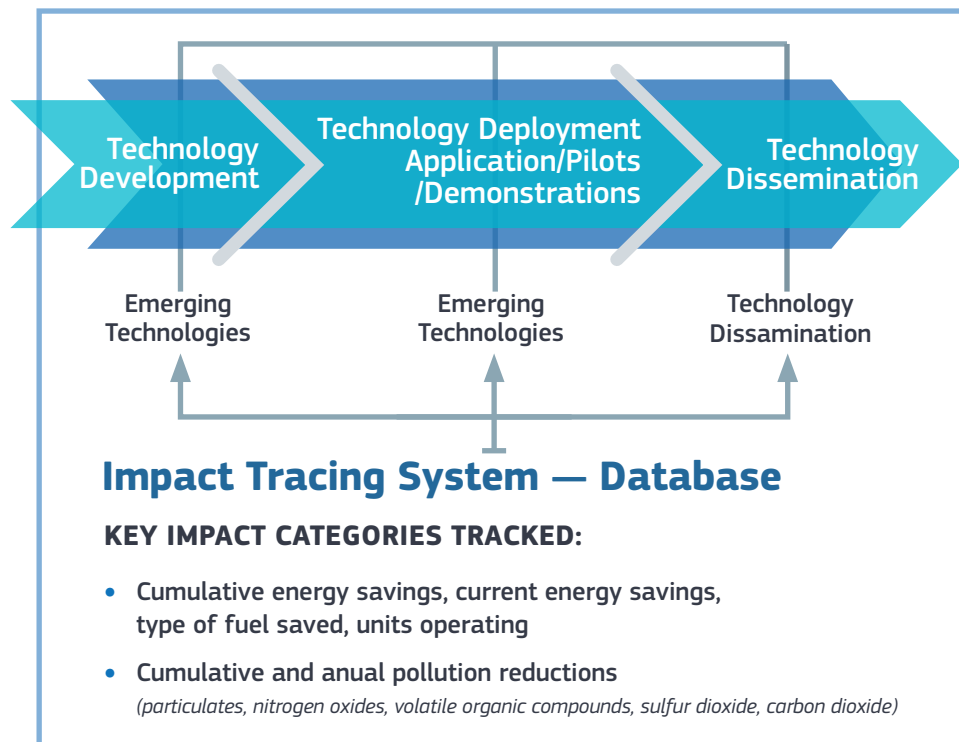 Technology
Development
Technology Deployment
Application/Pilots
/Demonstrations
Technology
Dissemination
Emerging
Technologies
Emerging
Technologies
Technology
Dissamination
Impact Tracing System — Database
KEY IMPACT CATEGORIES TRACKED:
• Cumulative energy savings, current energy savings,
type of fuel saved, units operating
• Cumulative and anual pollution reductions
(particulates, nitrogen oxides, volatile organic compounds, sulfur dioxide, carbon dioxide)